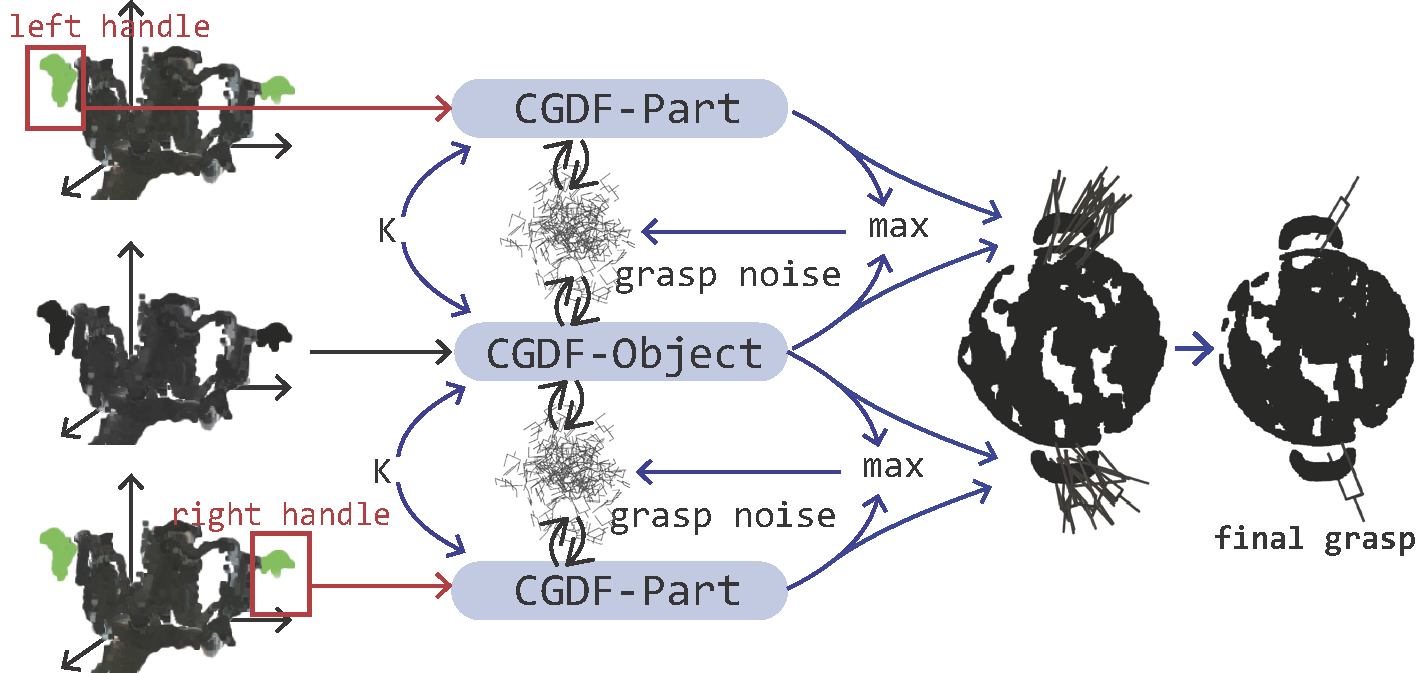 left handle
CGDF-Part
K
max
grasp noise
CGDF-Object
K
max
right handle
grasp noise
final grasp
CGDF-Part